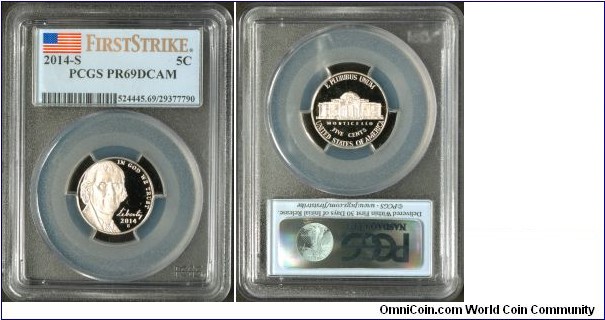 FIRSTSTRIKE®
2014-S 5C
PCGS PR69DCAM
524445.69/29377790
IN GOD WE TRUST
Liberty
2014
S
E PLURIBUS UNUM
MONTICELLO
FIVE CENTS
UNITED STATES OF AMERICA
PCGS
Delivered Within First 30 Days of Initial Release
©PCGS - www.pcgs.com/firststrike
OmniCoin.com World Coin Community